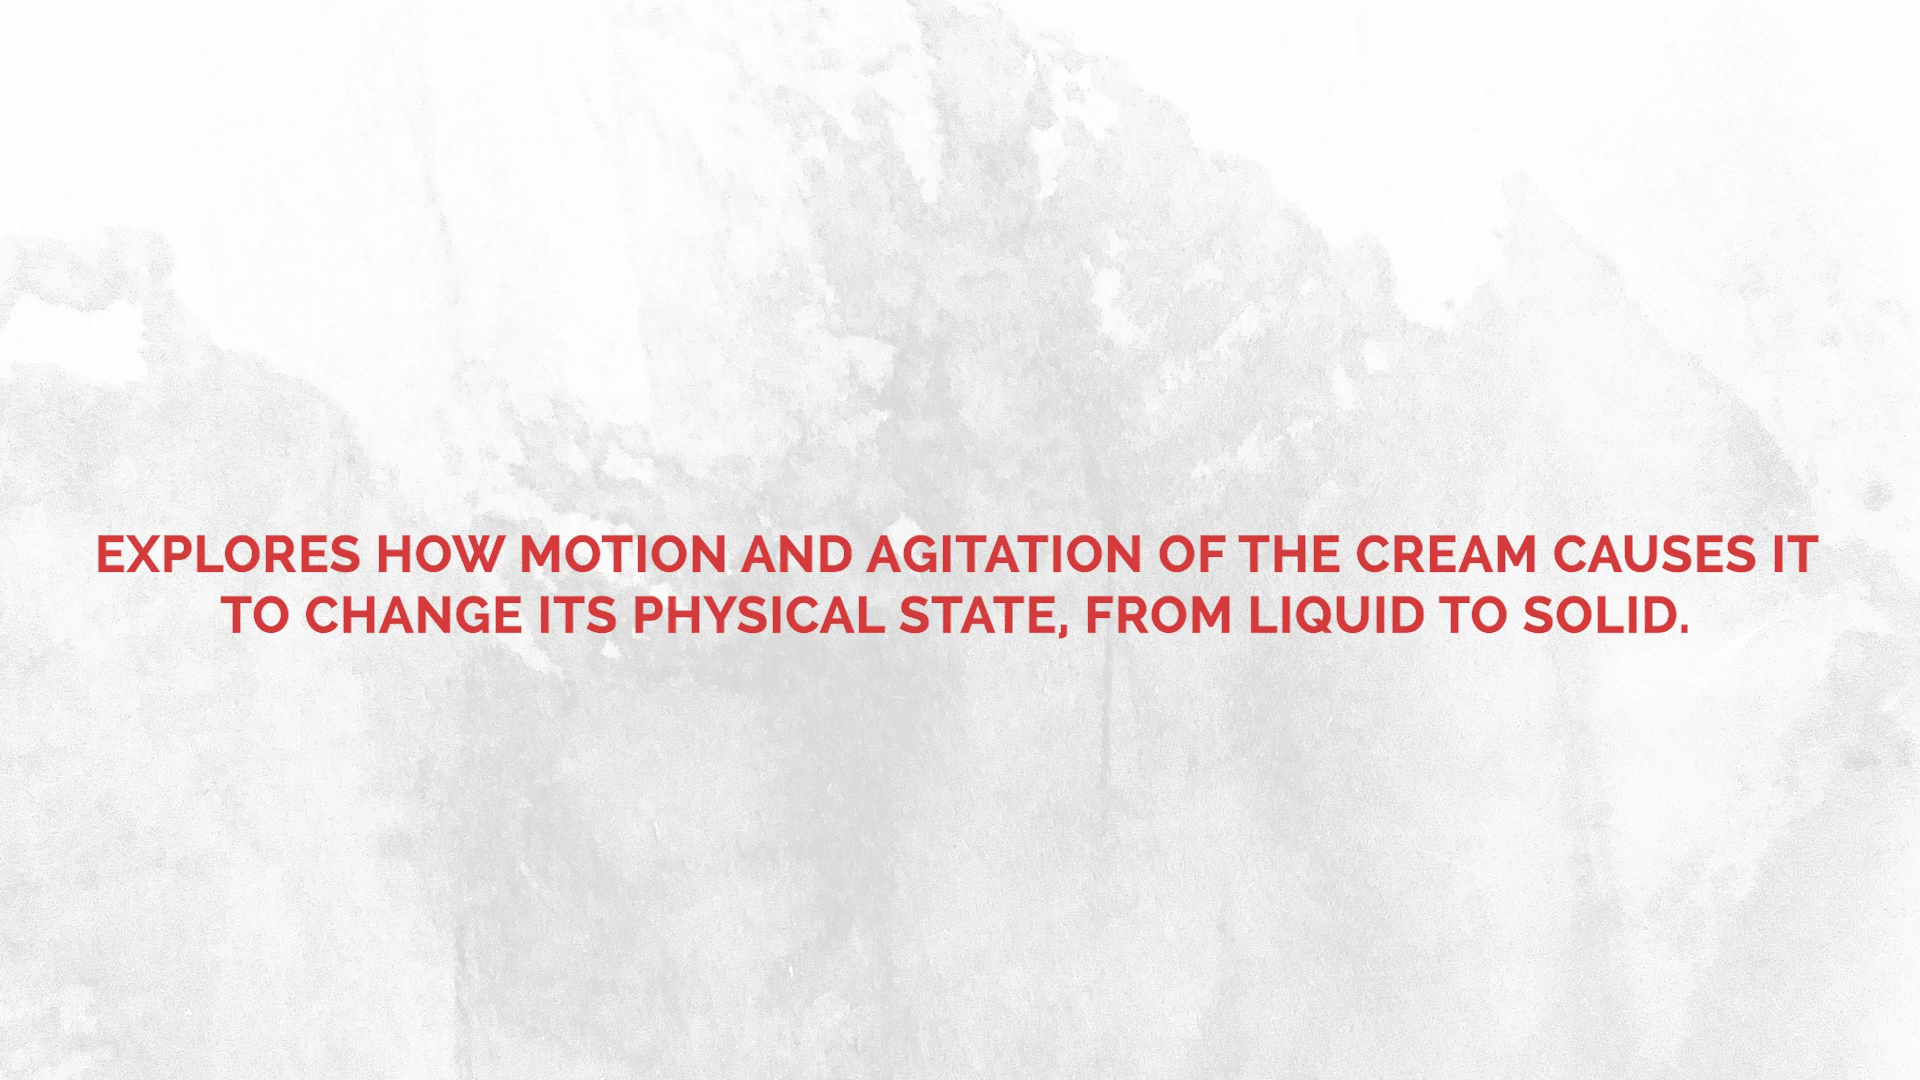 EXPLORES HOW MOTION AND AGITATION OF THE CREAM CAUSES IT
TO CHANGE ITS PHYSICAL STATE, FROM LIQUID TO SOLID.